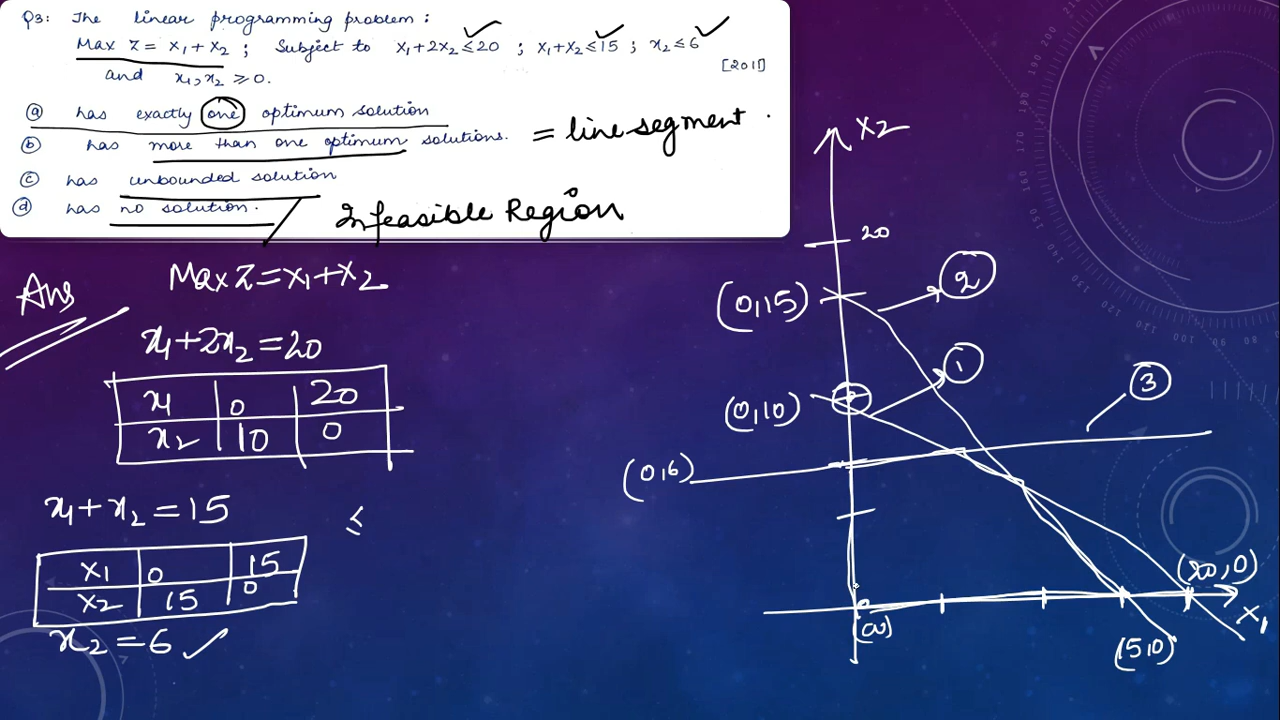 Q3: The linear programming problem :
Max Z = x₁ + x₂ ; Subject to x₁+2x₂ ≤ 20 ; x₁+x₂ ≤ 15 ; x₂ ≤ 6
[2011]
and x₁, x₂ ⩾ 0.
ⓐ has exactly one optimum solution
ⓑ has more than one optimum solutions. = line segment.
ⓒ has unbounded solution
ⓓ has no solution. Infeasible Region
Ans
Max Z = x₁+x₂
x₁+2x₂ = 20
x₁ 0 20
x₂ 10 0
x₁+x₂ = 15
≤
x₁ 0 15
x₂ 15 0
x₂ = 6
x₂
20
(0,15) 2
1
3
(0,10)
(0,6)
(20,0)
x₁
(5,0)